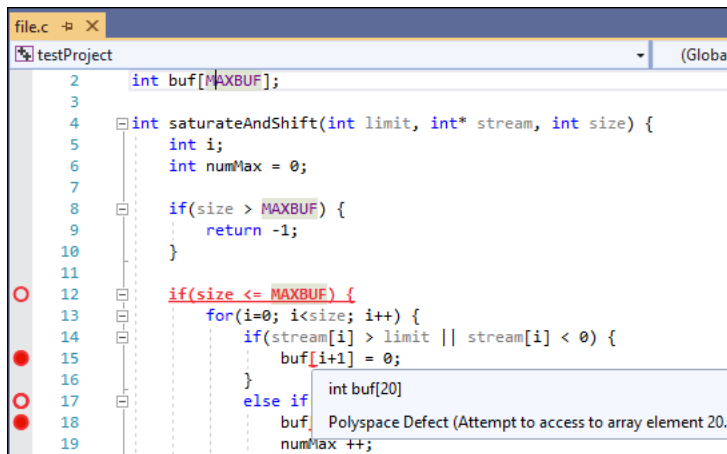 file.c
testProject
(Globa
2 int buf[MAXBUF];
3
4 int saturateAndShift(int limit, int* stream, int size) {
5 int i;
6 int numMax = 0;
7
8 if(size > MAXBUF) {
9 return -1;
10 }
11
12 if(size <= MAXBUF) {
13 for(i=0; i<size; i++) {
14 if(stream[i] > limit || stream[i] < 0) {
15 buf[i+1] = 0;
16 }
int buf[20]
17 else if
18 buf[
Polyspace Defect (Attempt to access to array element 20.
19 numMax ++;